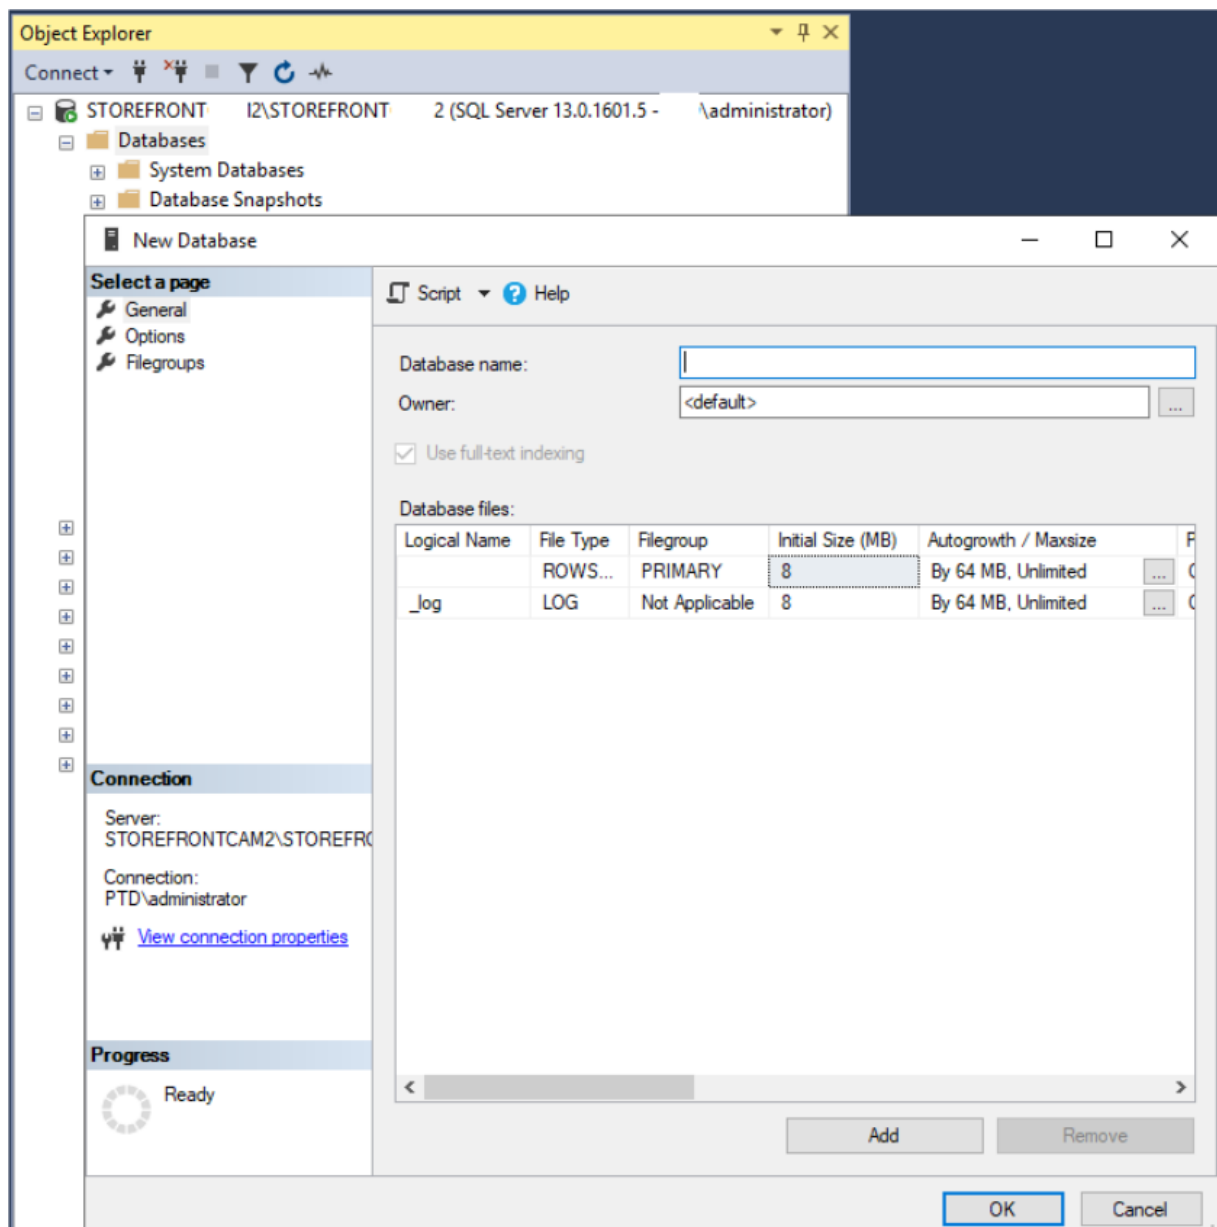 Object Explorer
Connect
STOREFRONT I2\STOREFRONT 2 (SQL Server 13.0.1601.5 - \administrator)
Databases
System Databases
Database Snapshots
New Database
Select a page
General
Options
Filegroups
Script Help
Database name:
Owner: <default> ...
Use full-text indexing
Database files:
Logical Name File Type Filegroup Initial Size (MB) Autogrowth / Maxsize
ROWS... PRIMARY 8 By 64 MB, Unlimited ...
_log LOG Not Applicable 8 By 64 MB, Unlimited ...
Connection
Server:
STOREFRONTCAM2\STOREFR
Connection:
PTD\administrator
View connection properties
Progress
Ready
Add Remove
OK Cancel